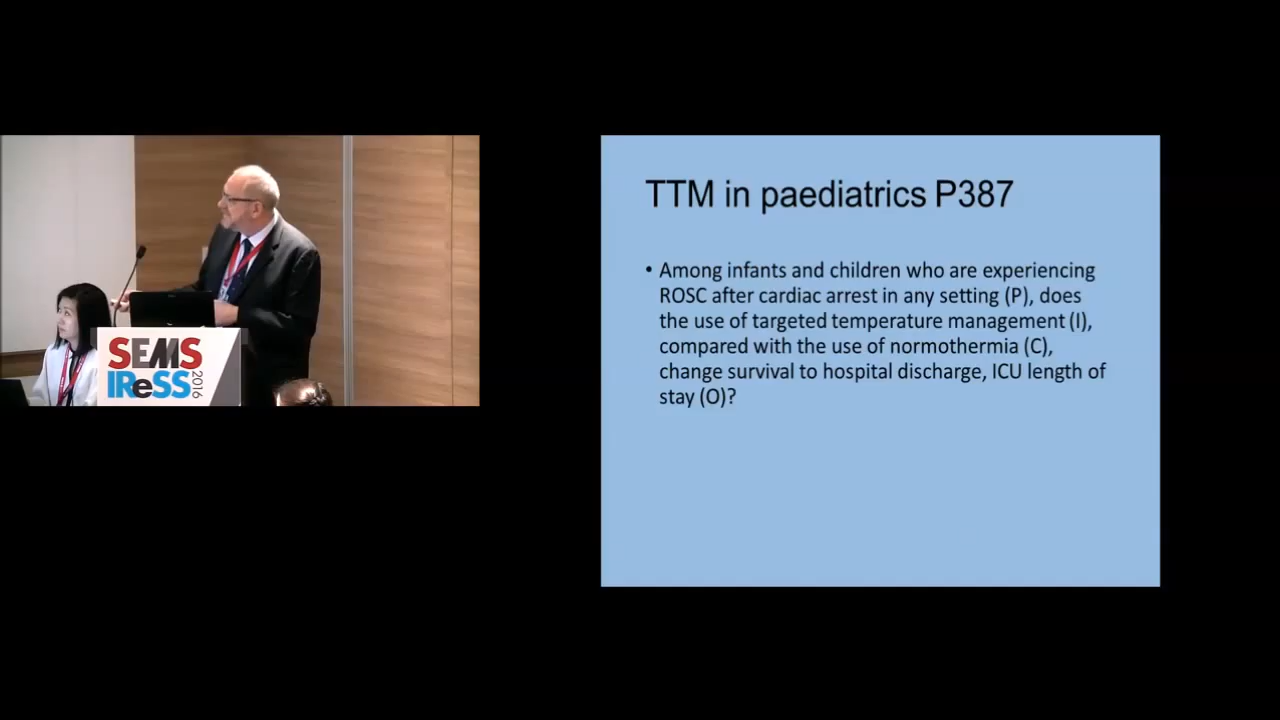 SEMS
IReSS
2016
TTM in paediatrics P387
• Among infants and children who are experiencing
ROSC after cardiac arrest in any setting (P), does
the use of targeted temperature management (I),
compared with the use of normothermia (C),
change survival to hospital discharge, ICU length of
stay (O)?